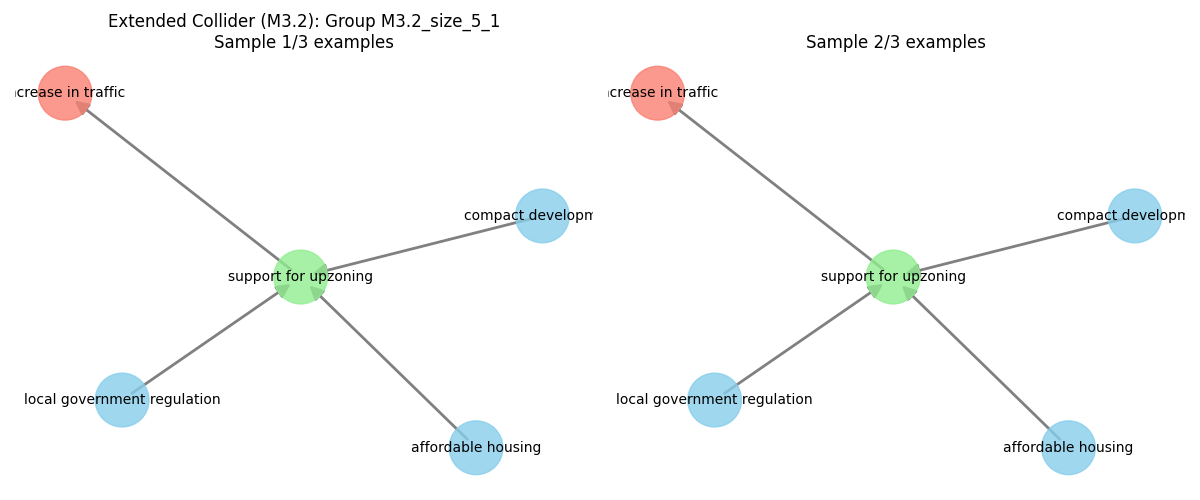 Extended Collider (M3.2): Group M3.2_size_5_1
Sample 1/3 examples
Sample 2/3 examples
crease in traffic
crease in traffic
compact developm
compact developm
support for upzoning
support for upzoning
local government regulation
local government regulation
affordable housing
affordable housing